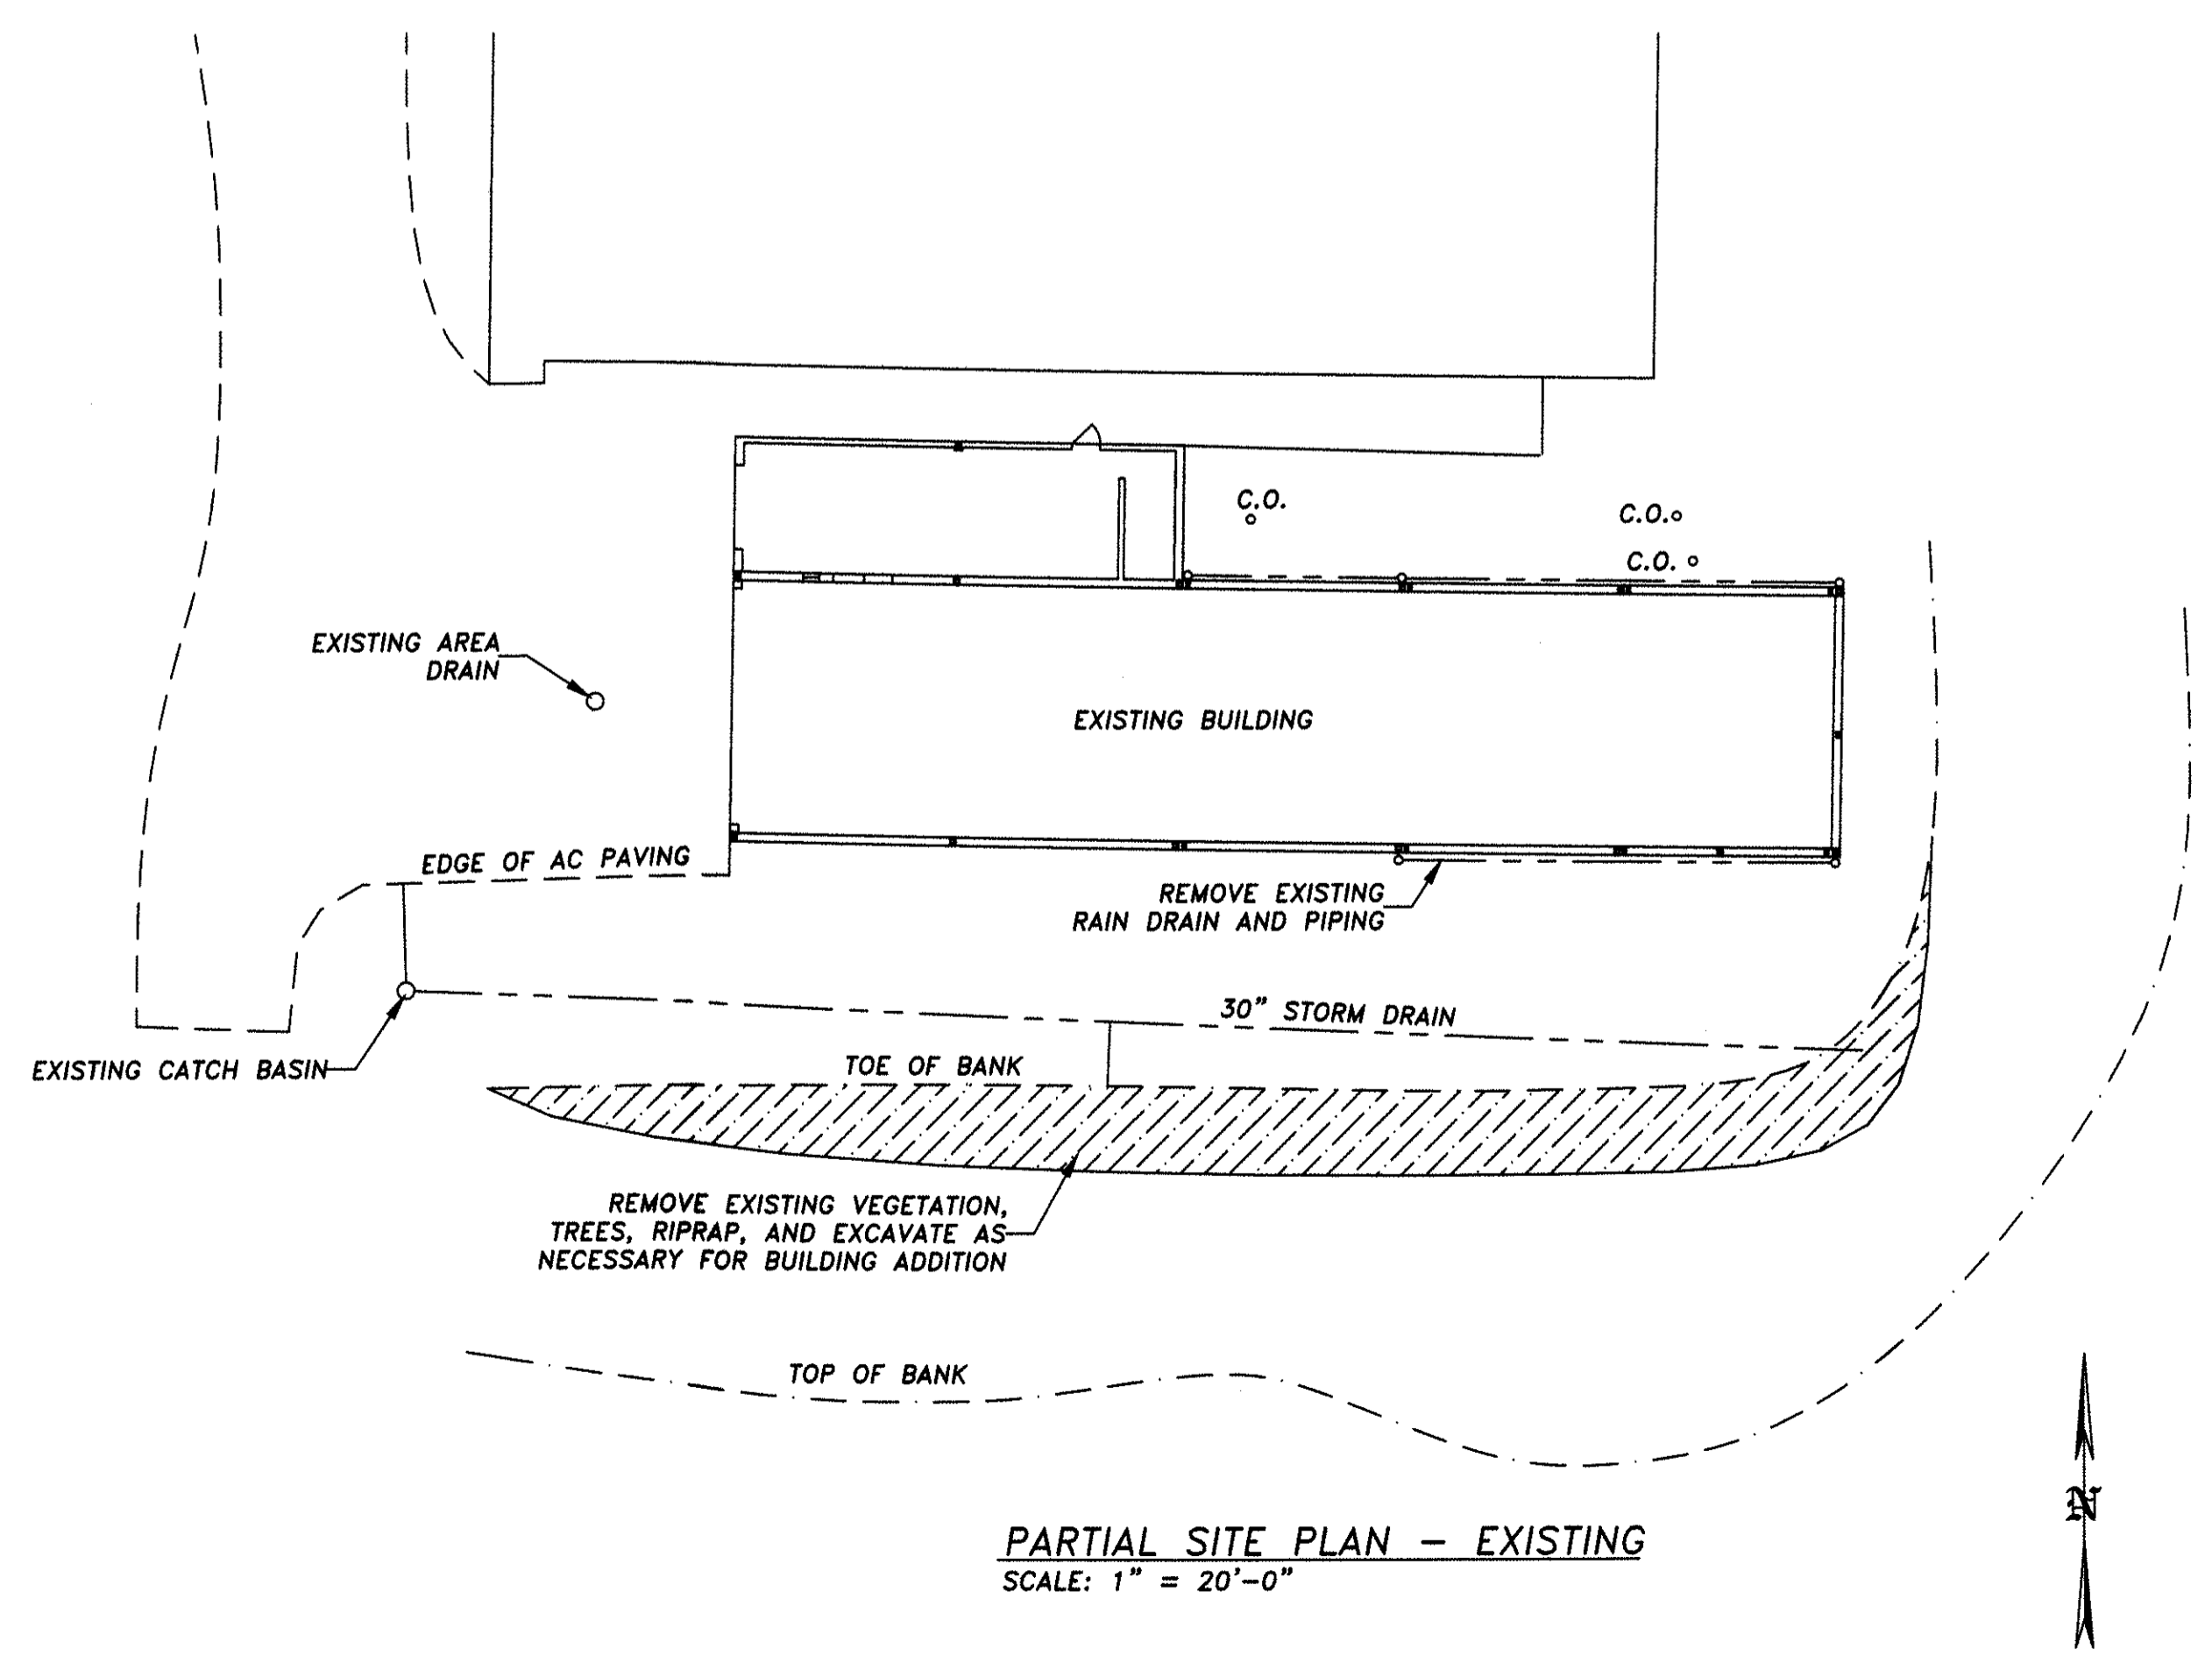 C.O.
C.O.
C.O.
EXISTING AREA
DRAIN
EXISTING BUILDING
EDGE OF AC PAVING
REMOVE EXISTING
RAIN DRAIN AND PIPING
30" STORM DRAIN
TOE OF BANK
EXISTING CATCH BASIN
REMOVE EXISTING VEGETATION,
TREES, RIPRAP, AND EXCAVATE AS
NECESSARY FOR BUILDING ADDITION
TOP OF BANK
N
PARTIAL SITE PLAN - EXISTING
SCALE: 1" = 20'-0"